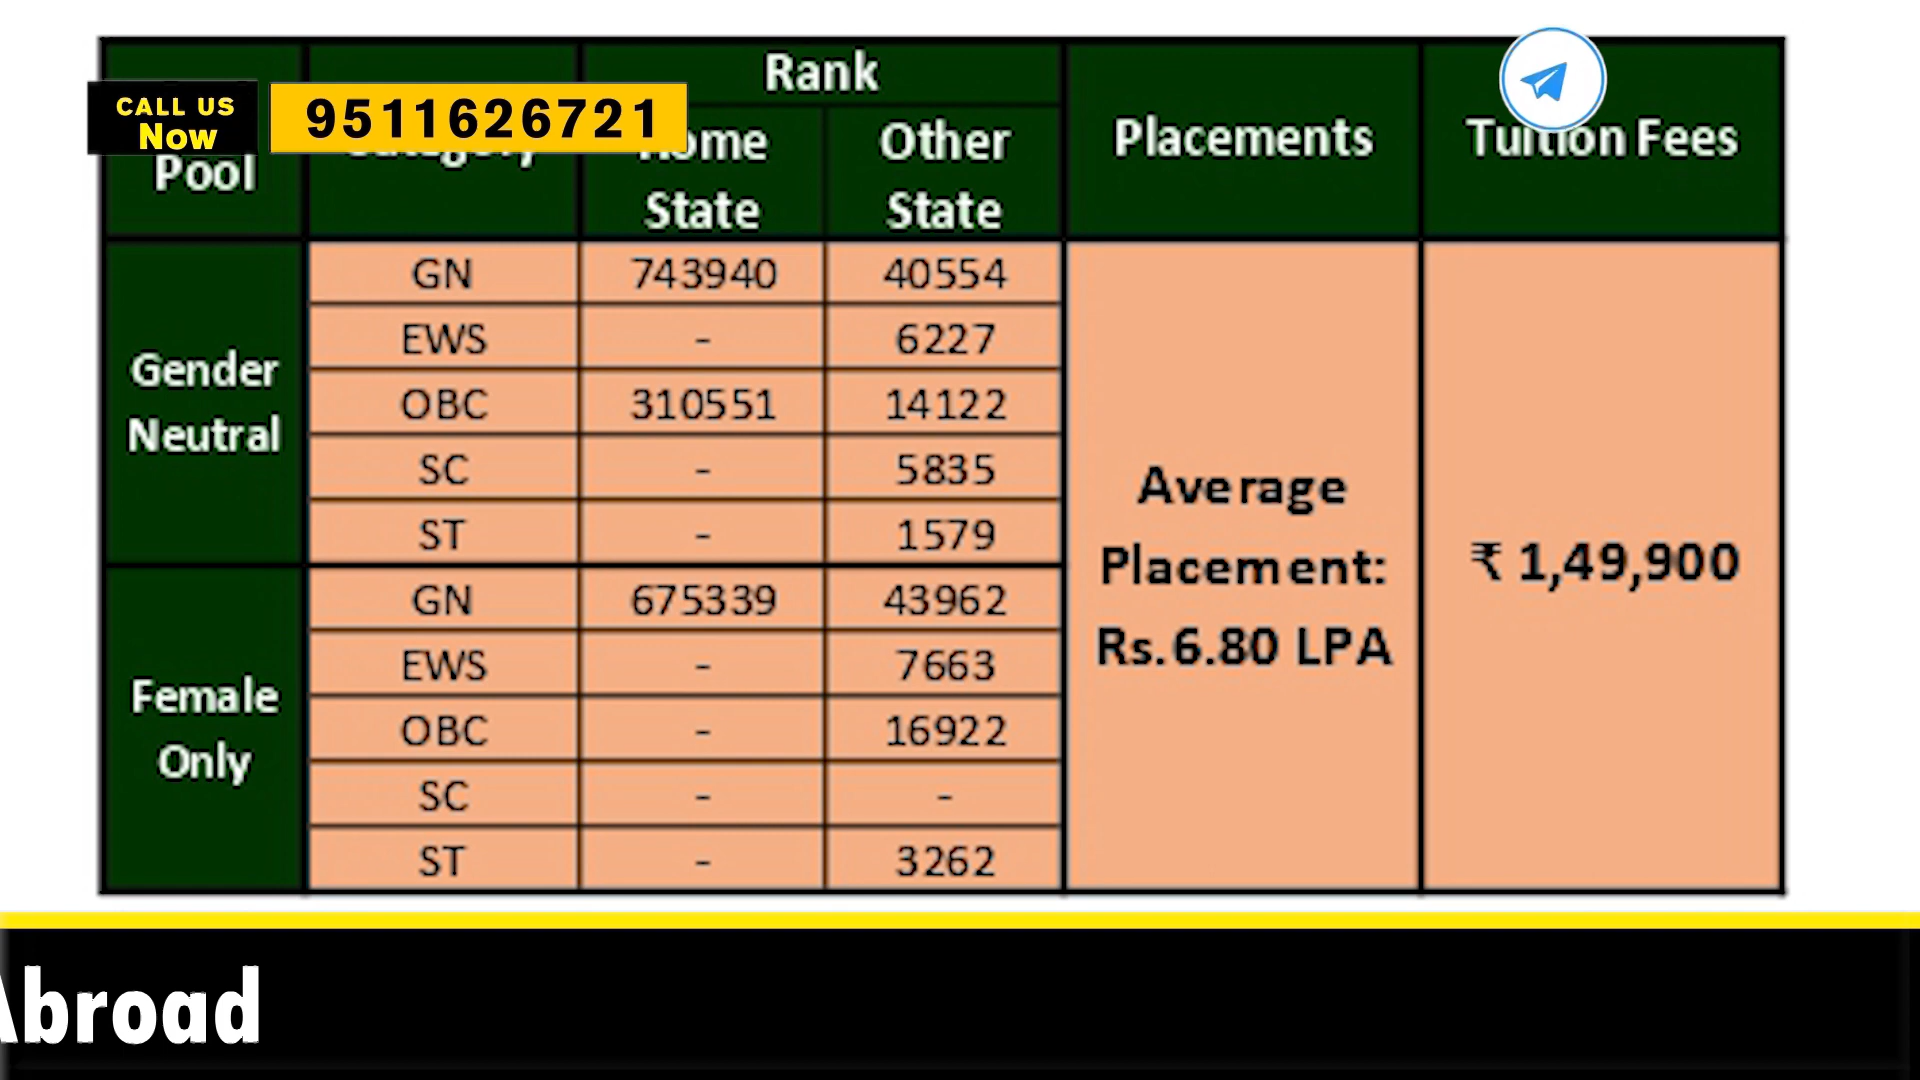 CALL US
Now
9511626721
Rank
Pool
State
Other
State
Placements
Tuition Fees
Gender
Neutral
GN 743940 40554
EWS - 6227
OBC 310551 14122
SC - 5835
ST - 1579
Female
Only
GN 675339 43962
EWS - 7663
OBC - 16922
SC - -
ST - 3262
Average
Placement:
Rs.6.80 LPA
₹ 1,49,900
Abroad